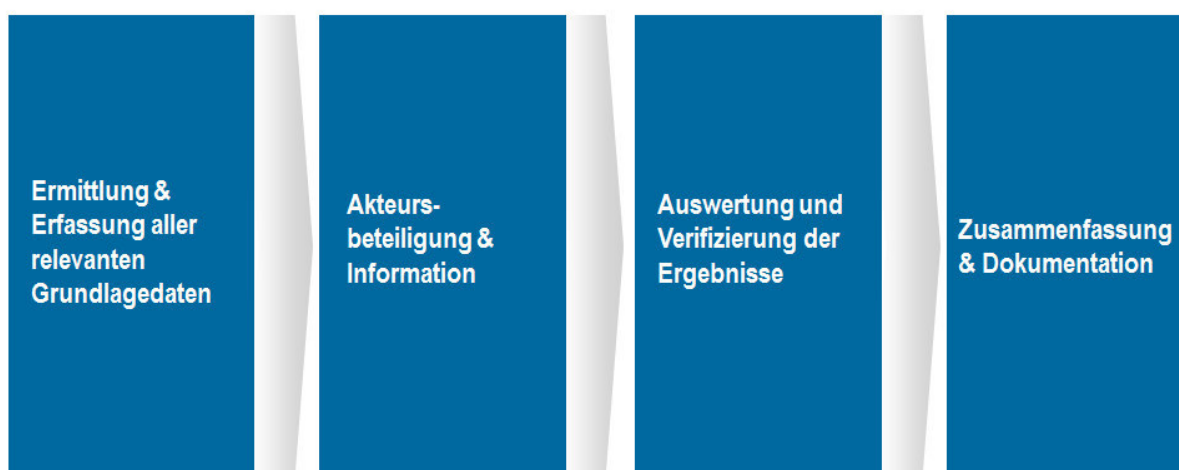 Ermittlung &
Erfassung aller
relevanten
Grundlagedaten
Akteurs-
beteiligung &
Information
Auswertung und
Verifizierung der
Ergebnisse
Zusammenfassung
& Dokumentation